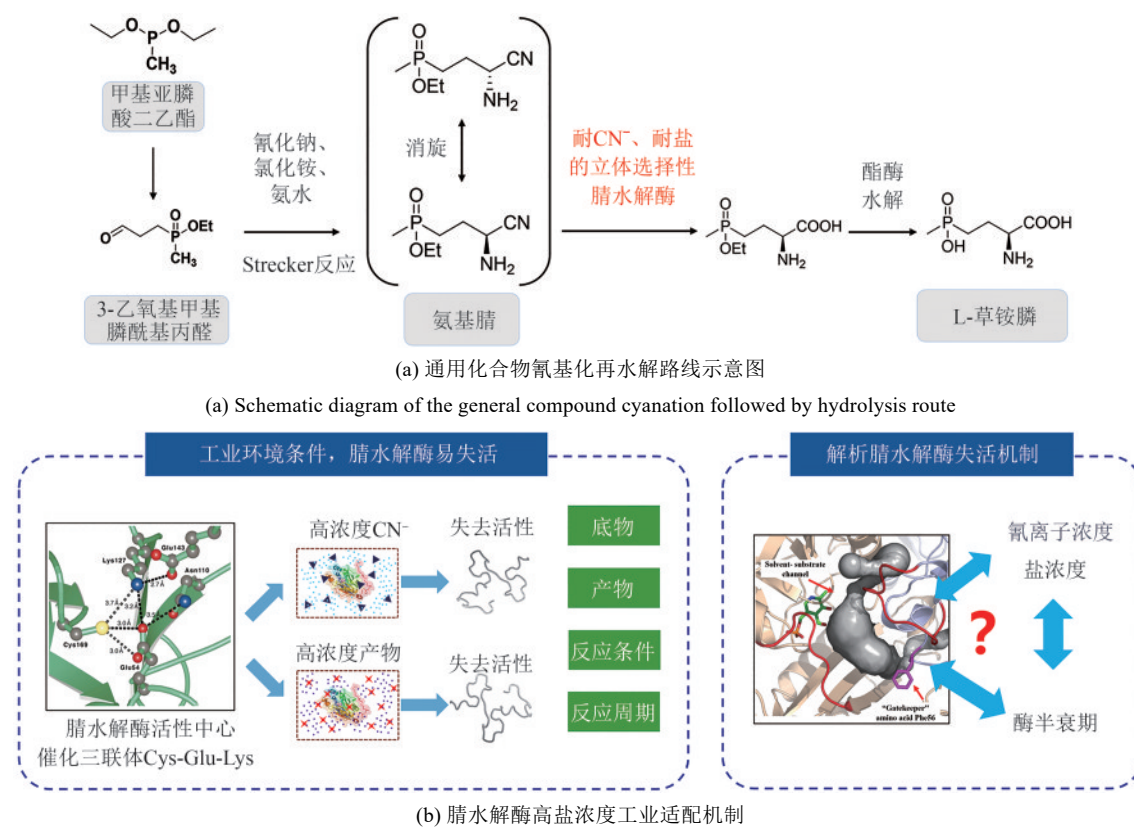 O
O
P
CH3
甲基亚膦
酸二乙酯
O
O
P
OEt
CH3
3-乙氧基甲基
膦酰基丙醛
氰化钠、
氯化铵、
氨水
Strecker反应
O
P
OEt
CN
NH2
消旋
O
P
OEt
CN
NH2
氨基腈
耐CN⁻、耐盐
的立体选择性
腈水解酶
O
P
OEt
COOH
NH2
酯酶
水解
O
P
OH
COOH
NH2
L-草铵膦
(a) 通用化合物氰基化再水解路线示意图
(a) Schematic diagram of the general compound cyanation followed by hydrolysis route
工业环境条件，腈水解酶易失活
Glu143
Lys127
Asn110
2.7Å
3.7Å
3.2Å
3.0Å
Cys169
3.0Å
Glu54
腈水解酶活性中心
催化三联体Cys-Glu-Lys
高浓度CN⁻
失去活性
高浓度产物
失去活性
底物
产物
反应条件
反应周期
解析腈水解酶失活机制
Solvent- substrate
channel
"Gatekeeper"
amino acid Phe56
?
氰离子浓度
盐浓度
酶半衰期
(b) 腈水解酶高盐浓度工业适配机制